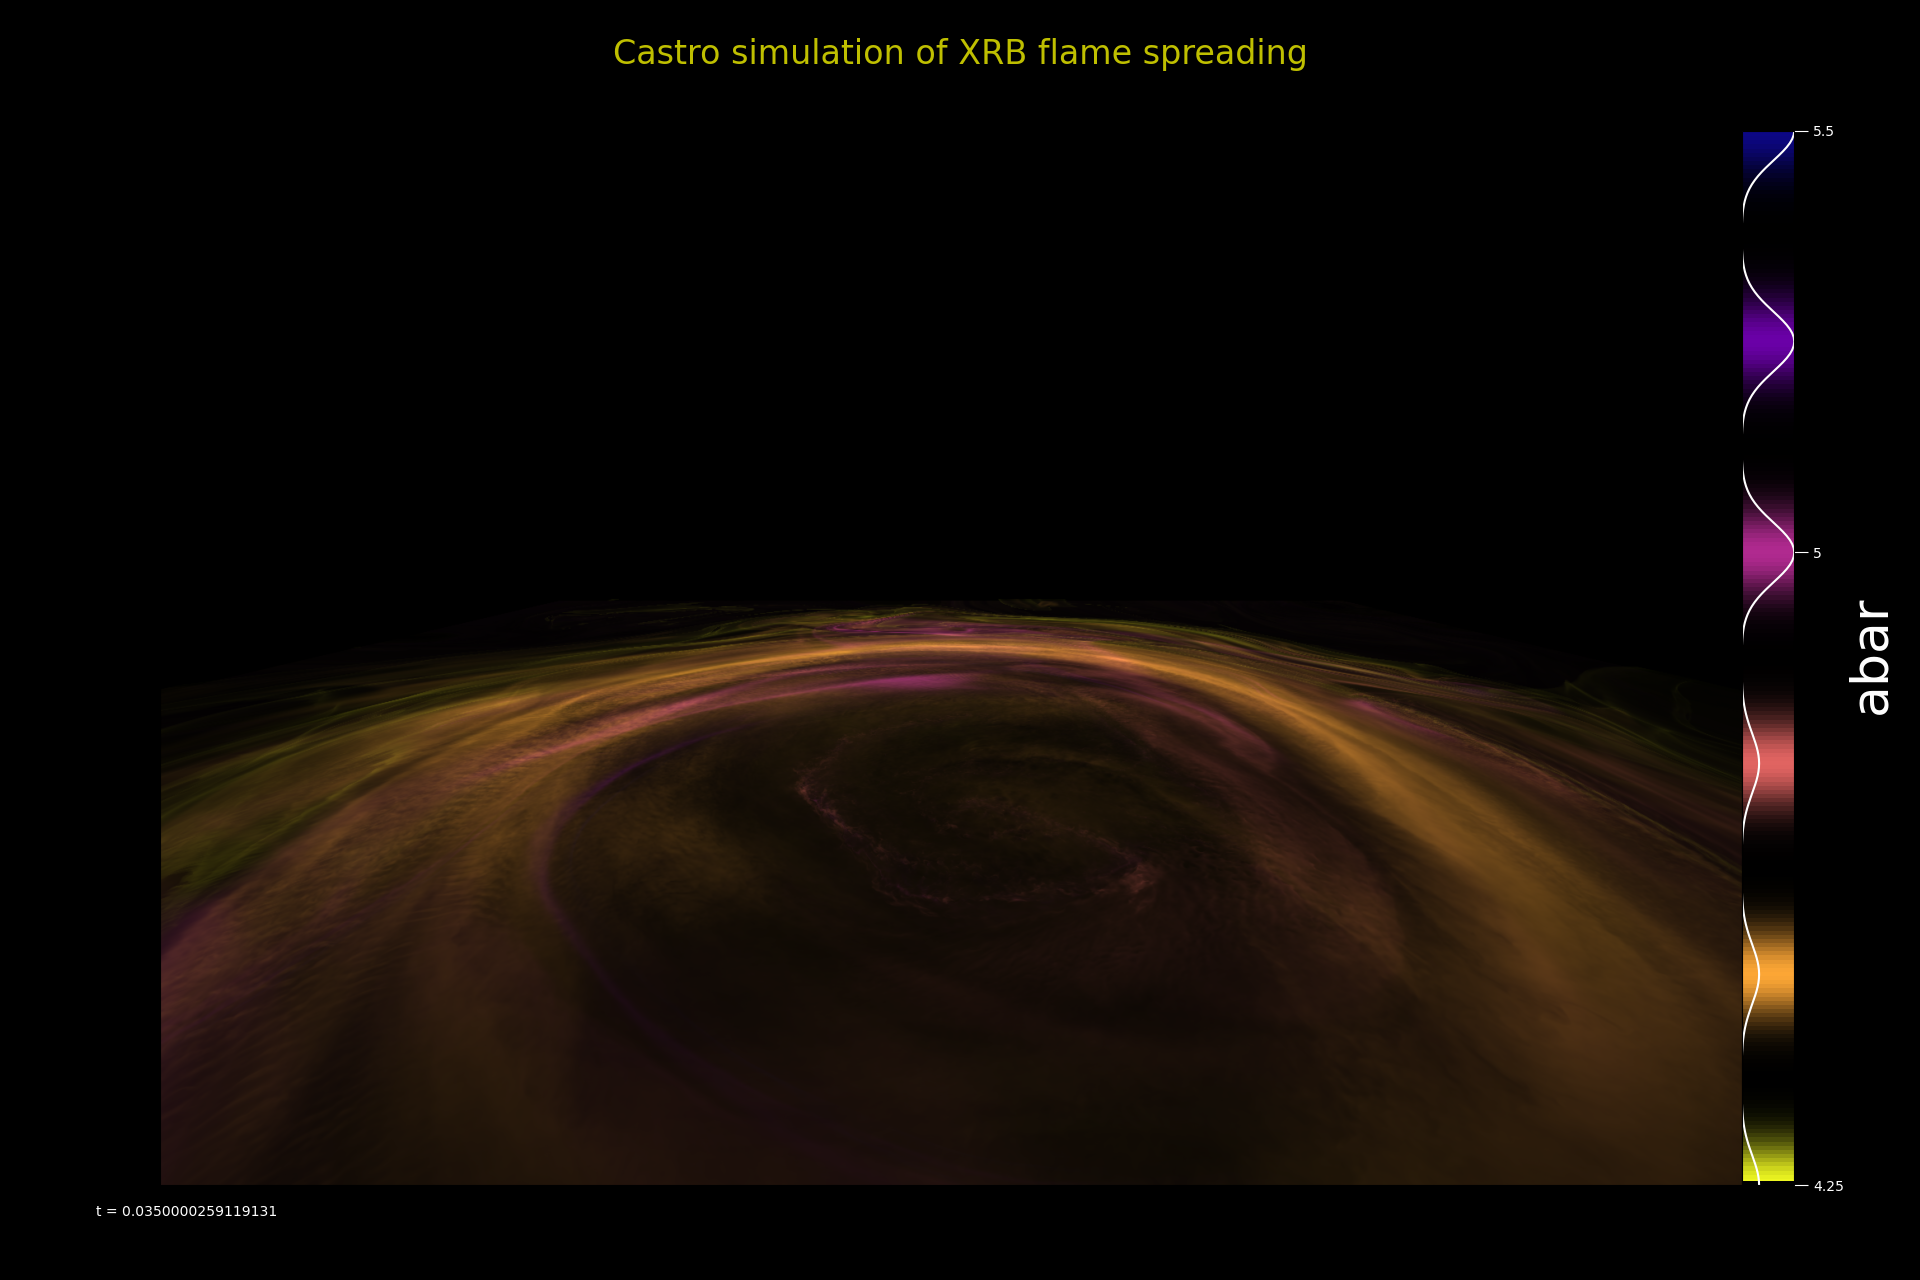 Castro simulation of XRB flame spreading
5.5
5
abar
4.25
t = 0.0350000259119131